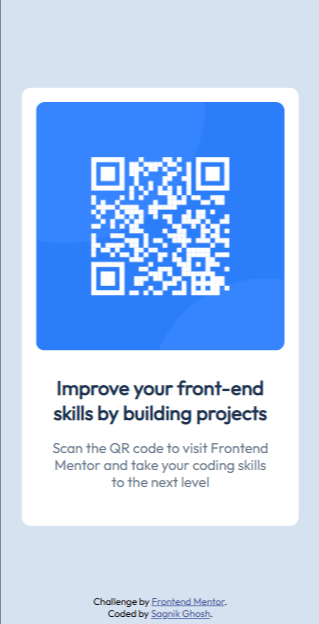 Improve your front-end
skills by building projects
Scan the QR code to visit Frontend
Mentor and take your coding skills
to the next level
Challenge by Frontend Mentor.
Coded by Sagnik Ghosh.